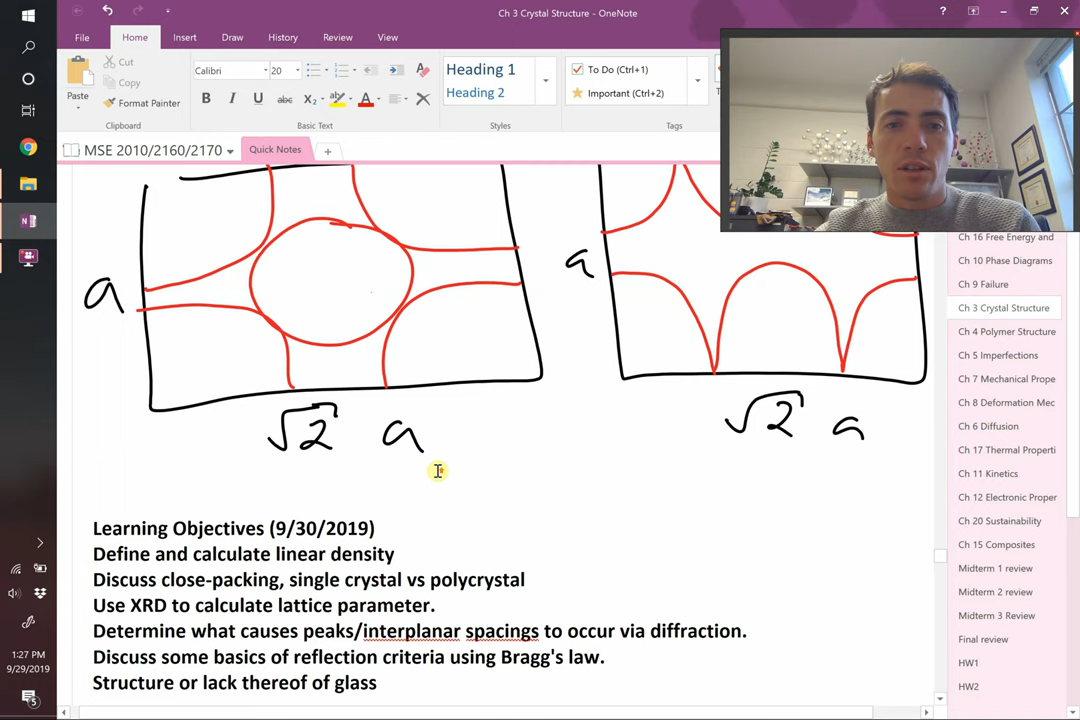 Ch 3 Crystal Structure - OneNote
File Home Insert Draw History Review View
Cut
Copy
Paste
Format Painter
Clipboard
Calibri 20
B I U abc X₂ A
Basic Text
Heading 1
Heading 2
Styles
To Do (Ctrl+1)
Important (Ctrl+2)
Tags
MSE 2010/2160/2170 Quick Notes
a
√2 a
a
√2 a
Learning Objectives (9/30/2019)
Define and calculate linear density
Discuss close-packing, single crystal vs polycrystal
Use XRD to calculate lattice parameter.
Determine what causes peaks/interplanar spacings to occur via diffraction.
Discuss some basics of reflection criteria using Bragg's law.
Structure or lack thereof of glass
Ch 16 Free Energy and
Ch 10 Phase Diagrams
Ch 9 Failure
Ch 3 Crystal Structure
Ch 4 Polymer Structure
Ch 5 Imperfections
Ch 7 Mechanical Prope
Ch 8 Deformation Mec
Ch 6 Diffusion
Ch 17 Thermal Properti
Ch 11 Kinetics
Ch 12 Electronic Proper
Ch 20 Sustainability
Ch 15 Composites
Midterm 1 review
Midterm 2 review
Midterm 3 Review
Final review
HW1
HW2
1:27 PM
9/29/2019
5